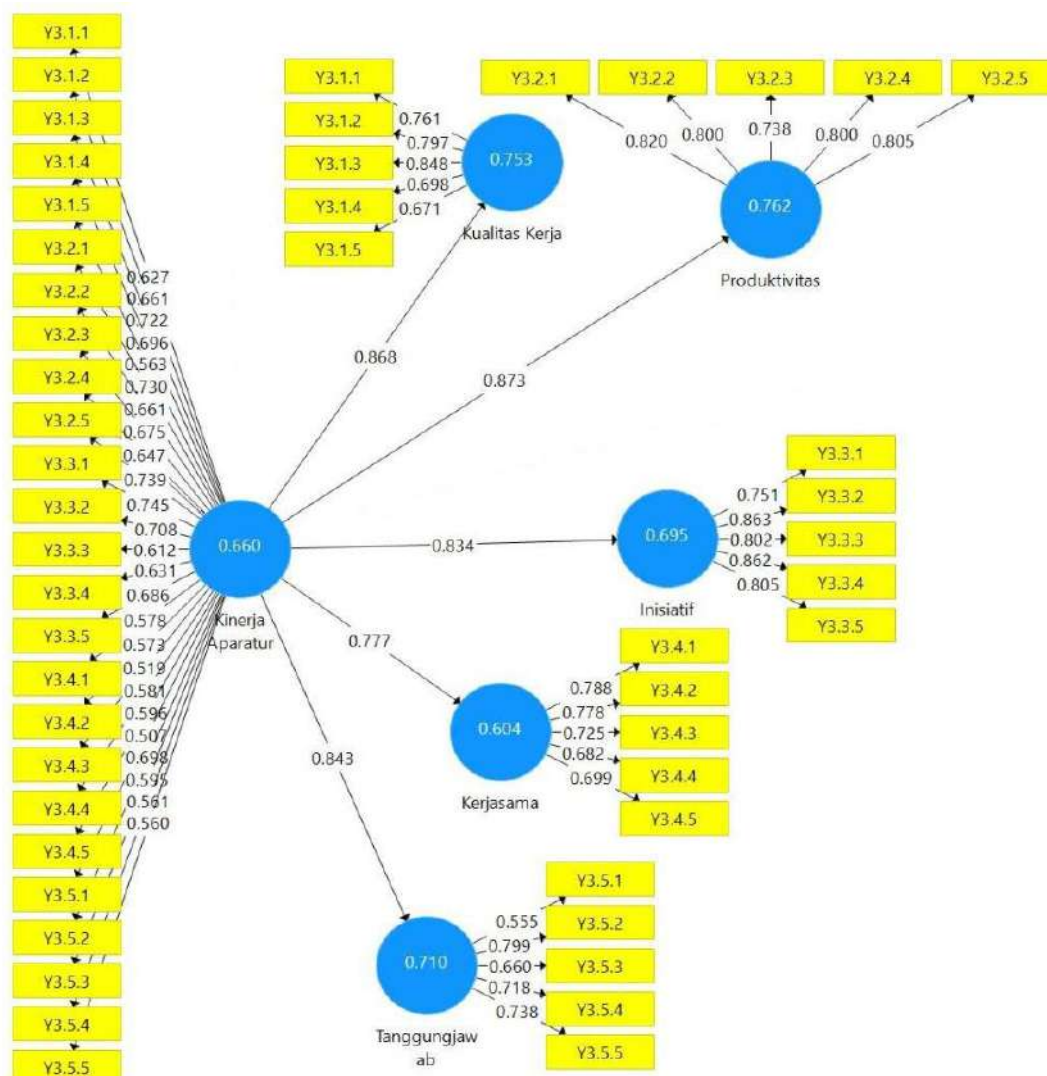 Y3.1.1
Y3.1.2
Y3.1.3
Y3.1.4
Y3.1.5
Y3.2.1
Y3.2.2
Y3.2.3
Y3.2.4
Y3.2.5
Y3.3.1
Y3.3.2
Y3.3.3
Y3.3.4
Y3.3.5
Y3.4.1
Y3.4.2
Y3.4.3
Y3.4.4
Y3.4.5
Y3.5.1
Y3.5.2
Y3.5.3
Y3.5.4
Y3.5.5
0.627
0.661
0.722
0.696
0.563
0.730
0.661
0.675
0.647
0.739
0.745
0.708
0.612
0.631
0.686
0.578
0.573
0.519
0.581
0.596
0.507
0.698
0.595
0.561
0.560
0.660
Kinerja
Aparatur
0.868
0.873
0.834
0.777
0.843
Y3.1.1
Y3.1.2
Y3.1.3
Y3.1.4
Y3.1.5
0.761
0.797
0.848
0.698
0.671
0.753
Kualitas Kerja
Y3.2.1
Y3.2.2
Y3.2.3
Y3.2.4
Y3.2.5
0.820
0.800
0.738
0.800
0.805
0.762
Produktivitas
0.695
Inisiatif
0.751
0.863
0.802
0.862
0.805
Y3.3.1
Y3.3.2
Y3.3.3
Y3.3.4
Y3.3.5
0.604
Kerjasama
0.788
0.778
0.725
0.682
0.699
Y3.4.1
Y3.4.2
Y3.4.3
Y3.4.4
Y3.4.5
0.710
Tanggungjaw
ab
0.555
0.799
0.660
0.718
0.738
Y3.5.1
Y3.5.2
Y3.5.3
Y3.5.4
Y3.5.5